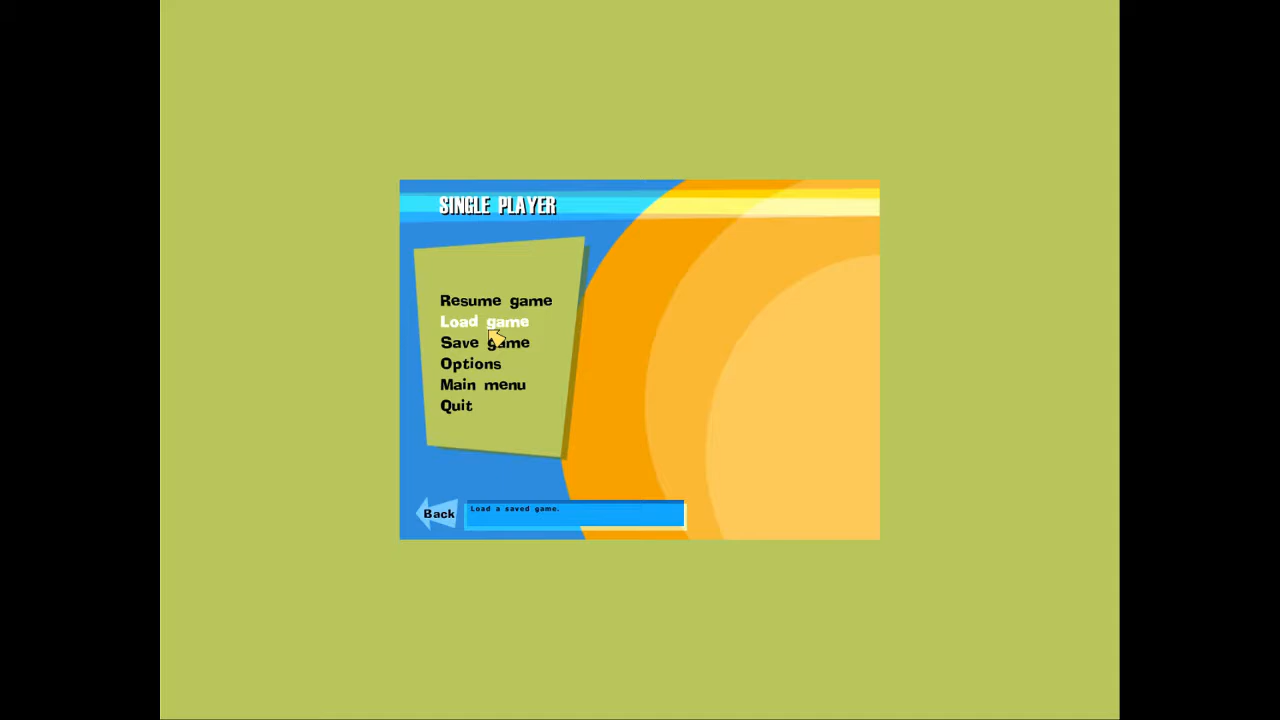 SINGLE PLAYER
Resume game
Load game
Save game
Options
Main menu
Quit
Back
Load a saved game.